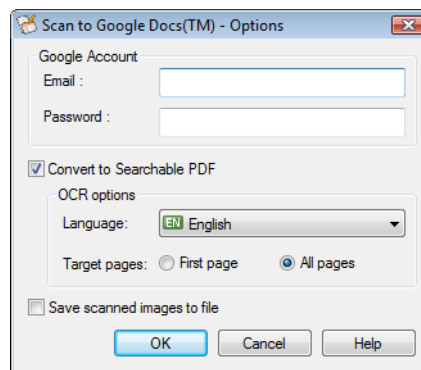 Scan to Google Docs(TM) - Options
Google Account
Email :
Password :
Convert to Searchable PDF
OCR options
Language: EN English
Target pages: First page All pages
Save scanned images to file
OK Cancel Help